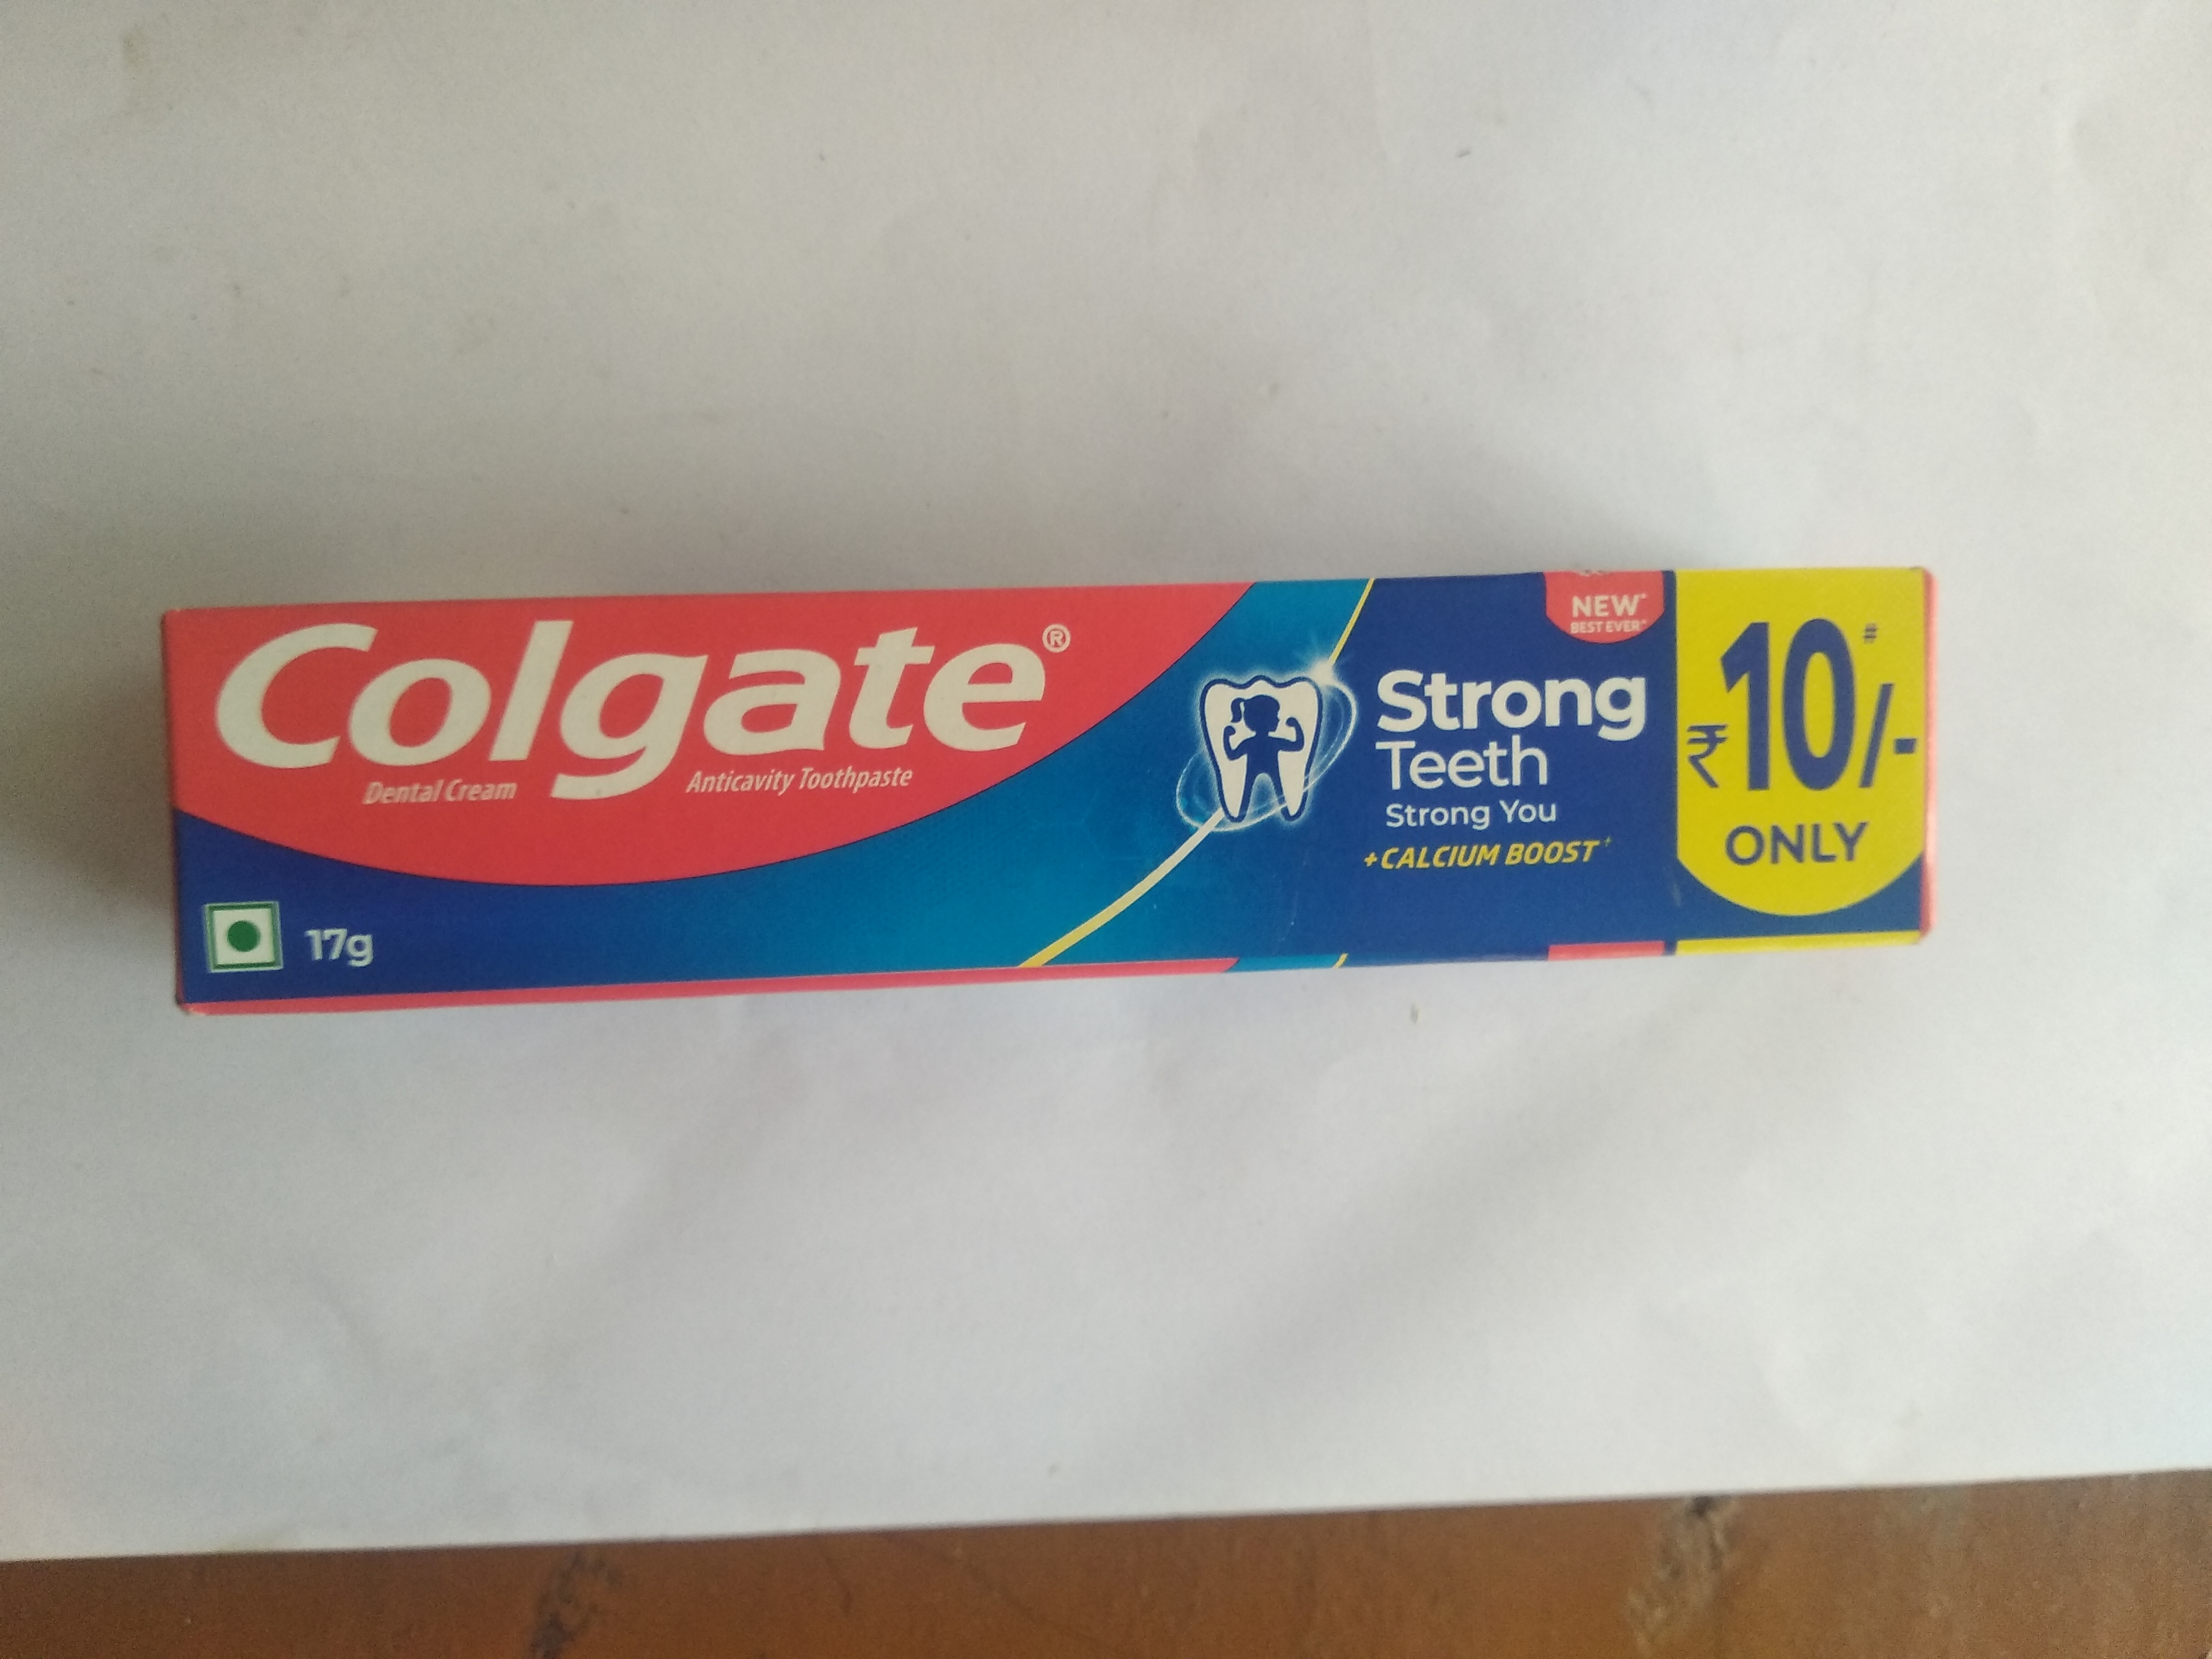 Colgate®
Dental Cream Anticavity Toothpaste
17g
NEW
BEST EVER
Strong
Teeth
Strong You
+CALCIUM BOOST†
₹10#/-
ONLY